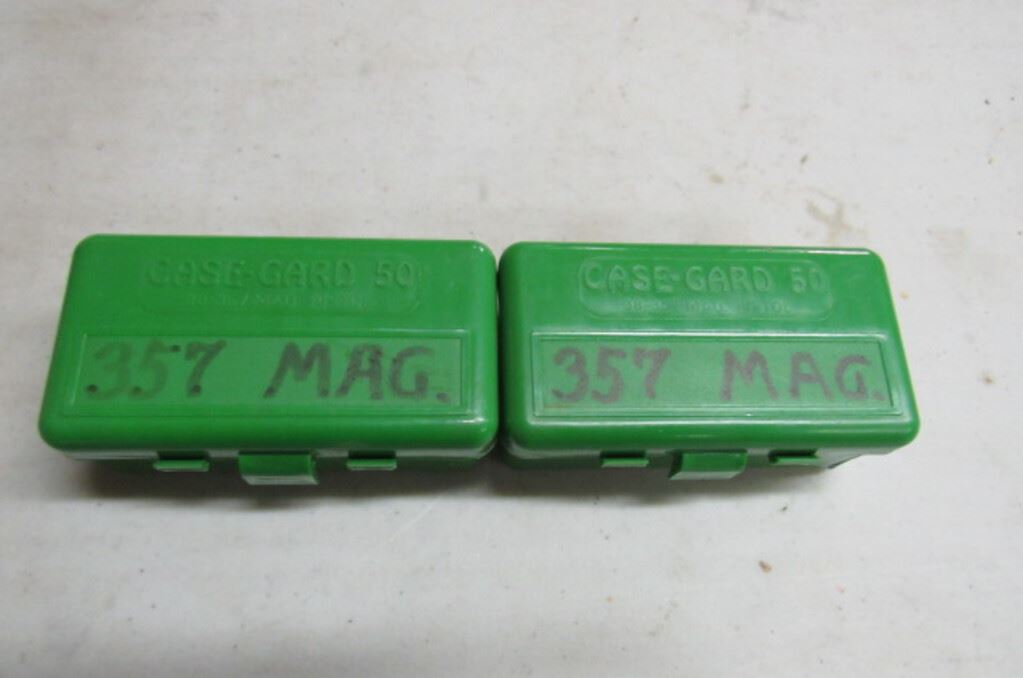 CASE-GARD 50
.357 MAG.
CASE-GARD 50
357 MAG.